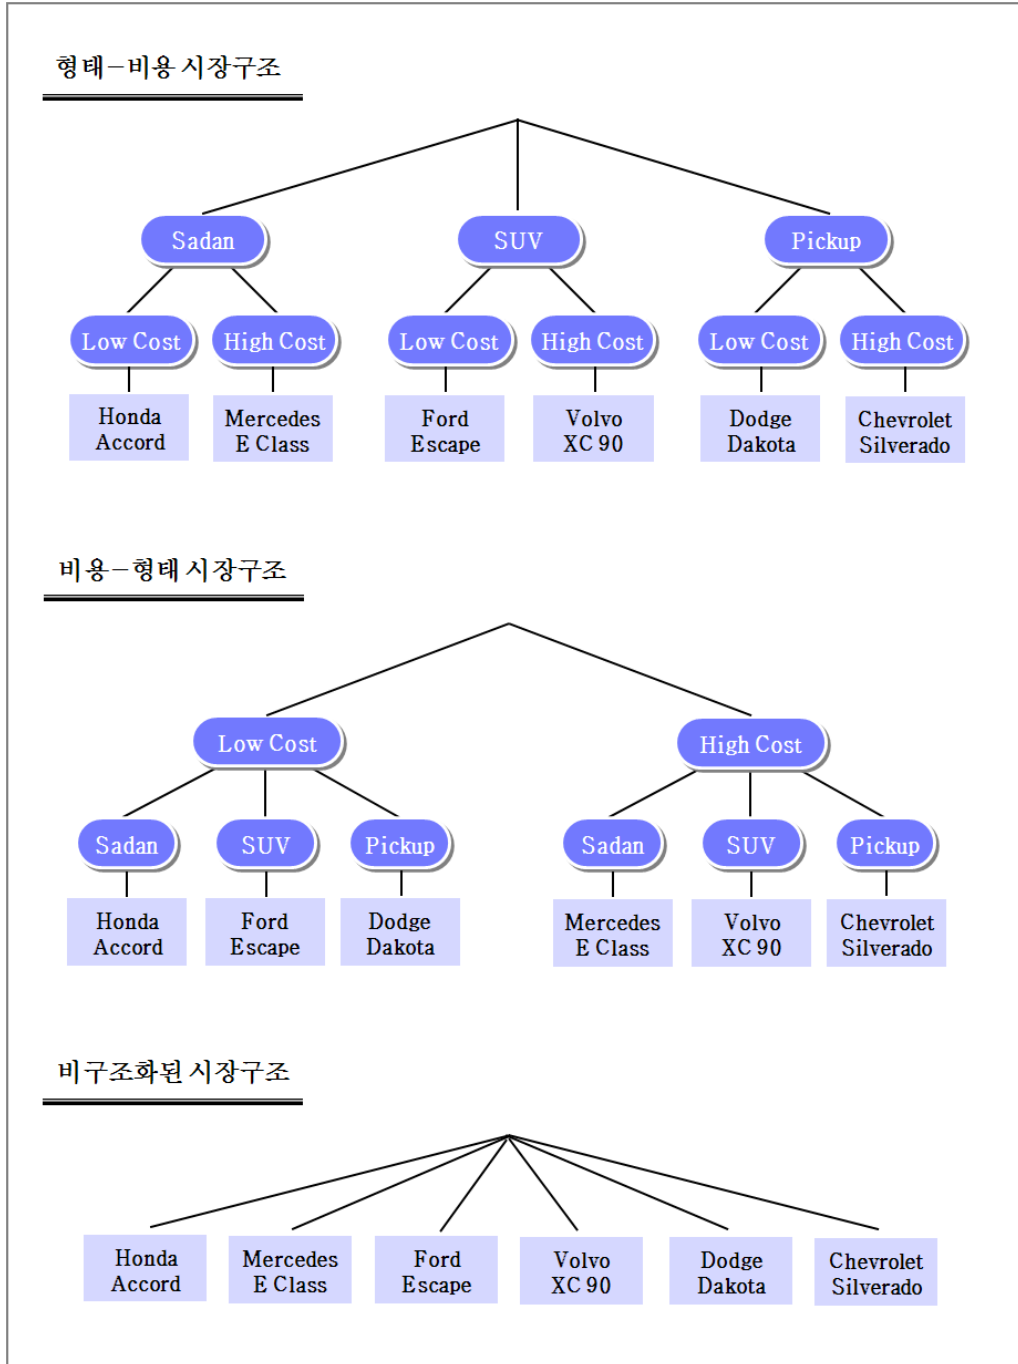 형태-비용 시장구조
Sadan SUV Pickup
Low Cost High Cost Low Cost High Cost Low Cost High Cost
Honda Mercedes Ford Volvo Dodge Chevrolet
Accord E Class Escape XC 90 Dakota Silverado
비용-형태 시장구조
Low Cost High Cost
Sadan SUV Pickup Sadan SUV Pickup
Honda Ford Dodge Mercedes Volvo Chevrolet
Accord Escape Dakota E Class XC 90 Silverado
비구조화된 시장구조
Honda Mercedes Ford Volvo Dodge Chevrolet
Accord E Class Escape XC 90 Dakota Silverado